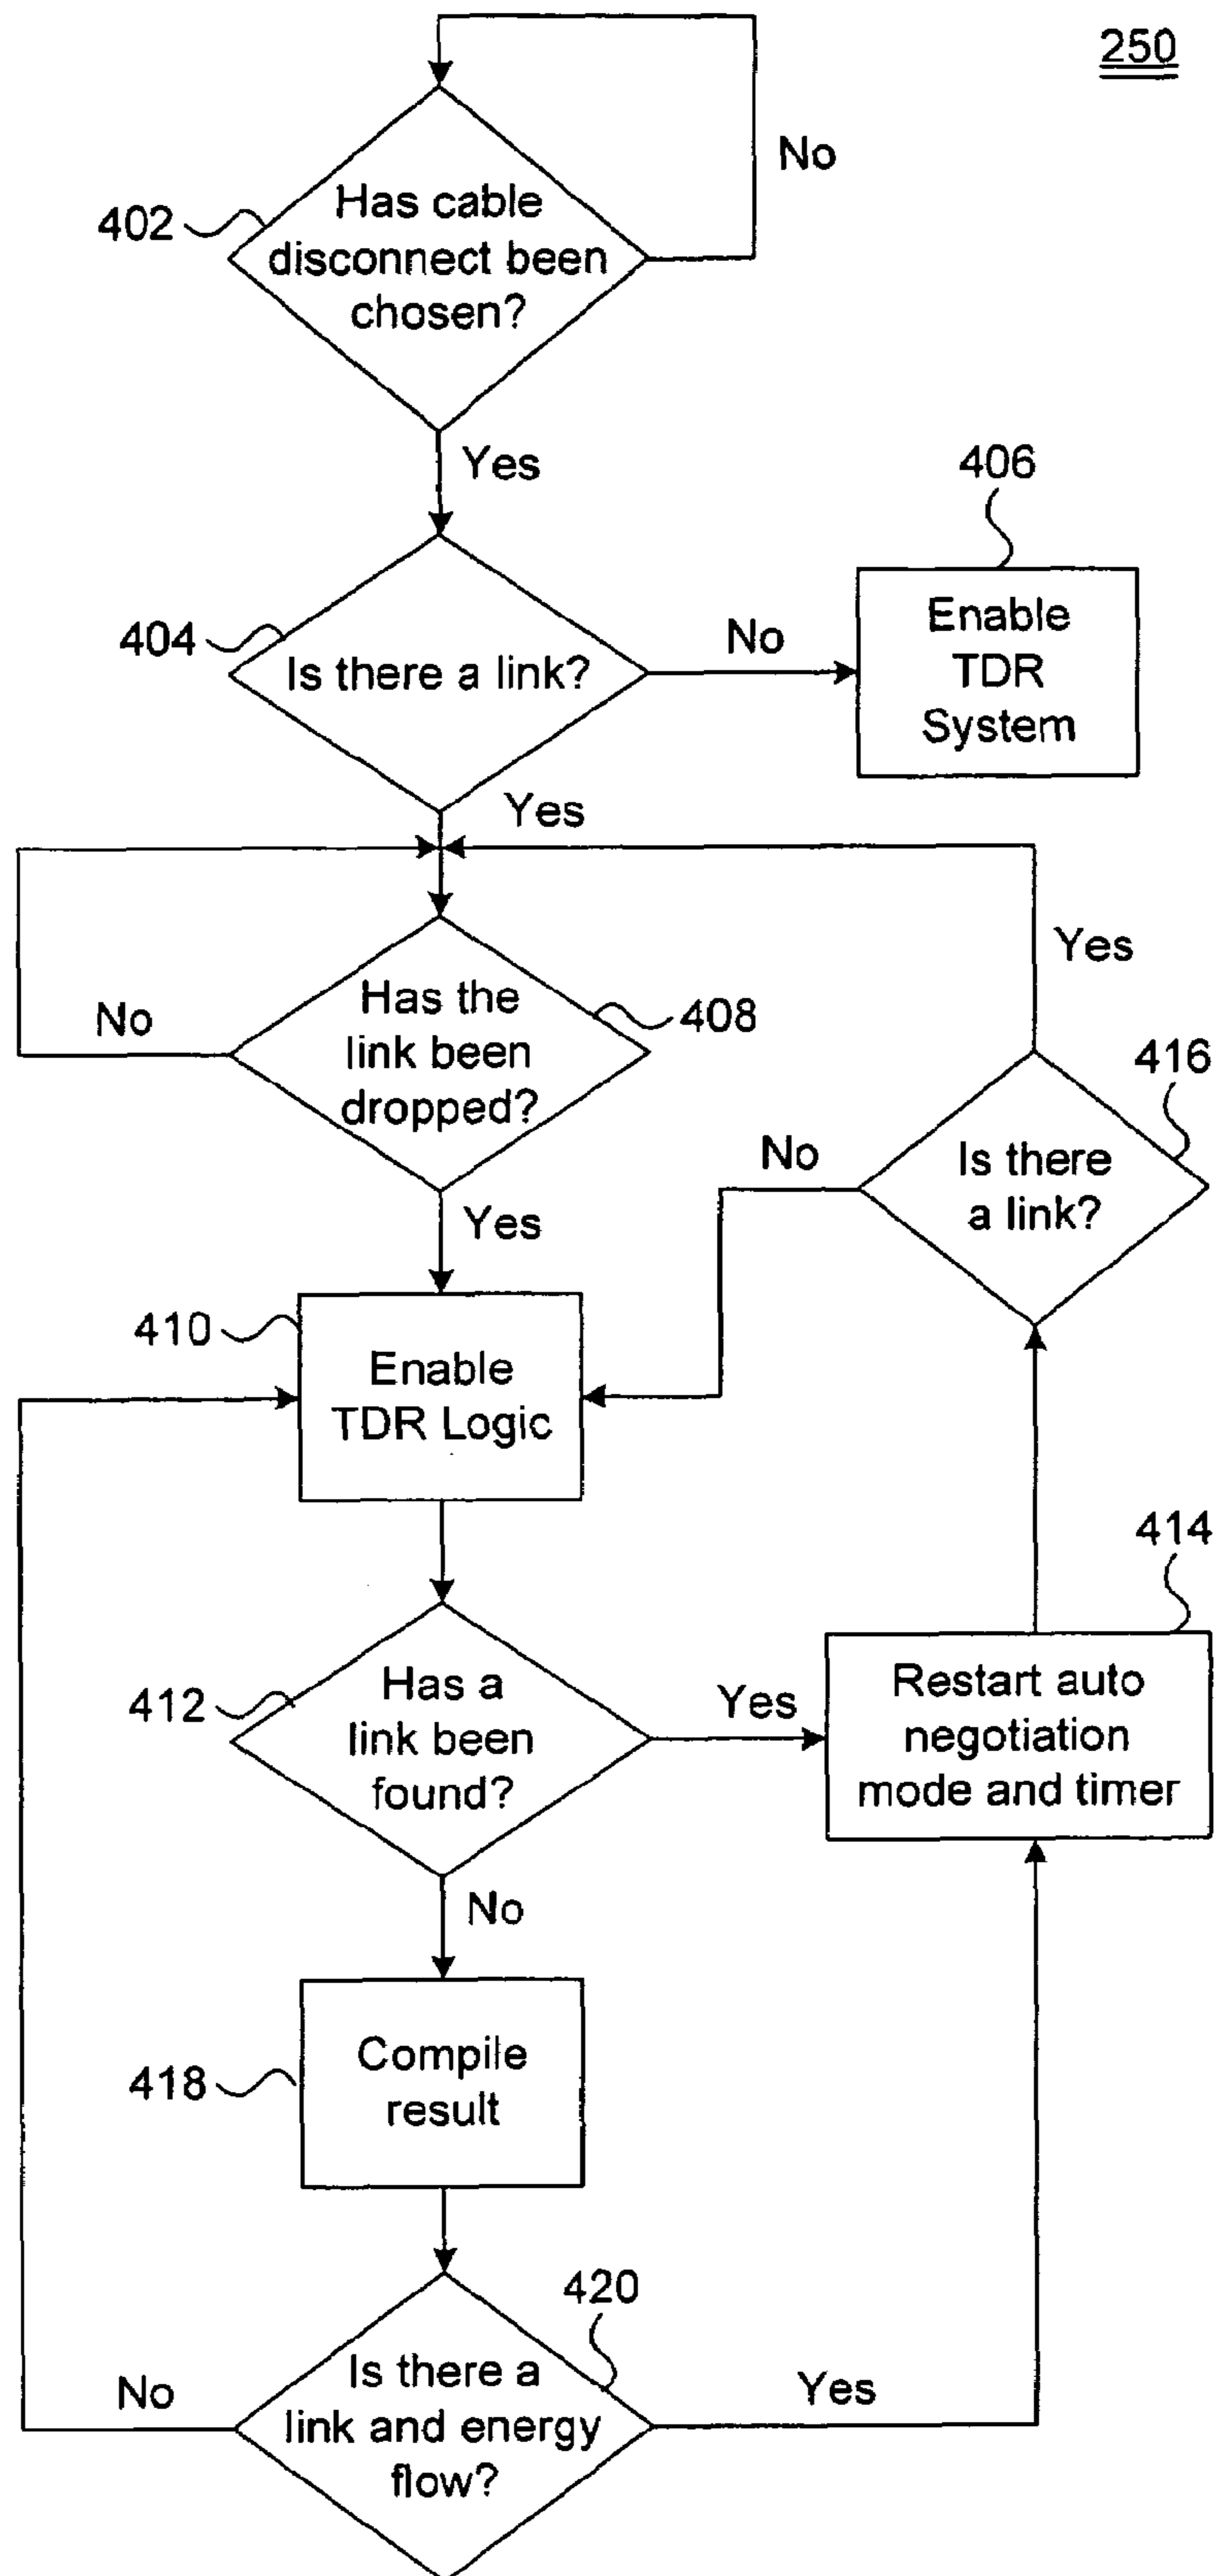 250
No
402
Has cable
disconnect been
chosen?
Yes
406
404
Is there a link?
No
Enable
TDR
System
Yes
Yes
No
Has the
link been
dropped?
408
416
No
Is there
a link?
Yes
410
Enable
TDR Logic
414
412
Has a
link been
found?
Yes
Restart auto
negotiation
mode and timer
No
418
Compile
result
420
No
Is there a
link and energy
flow?
Yes